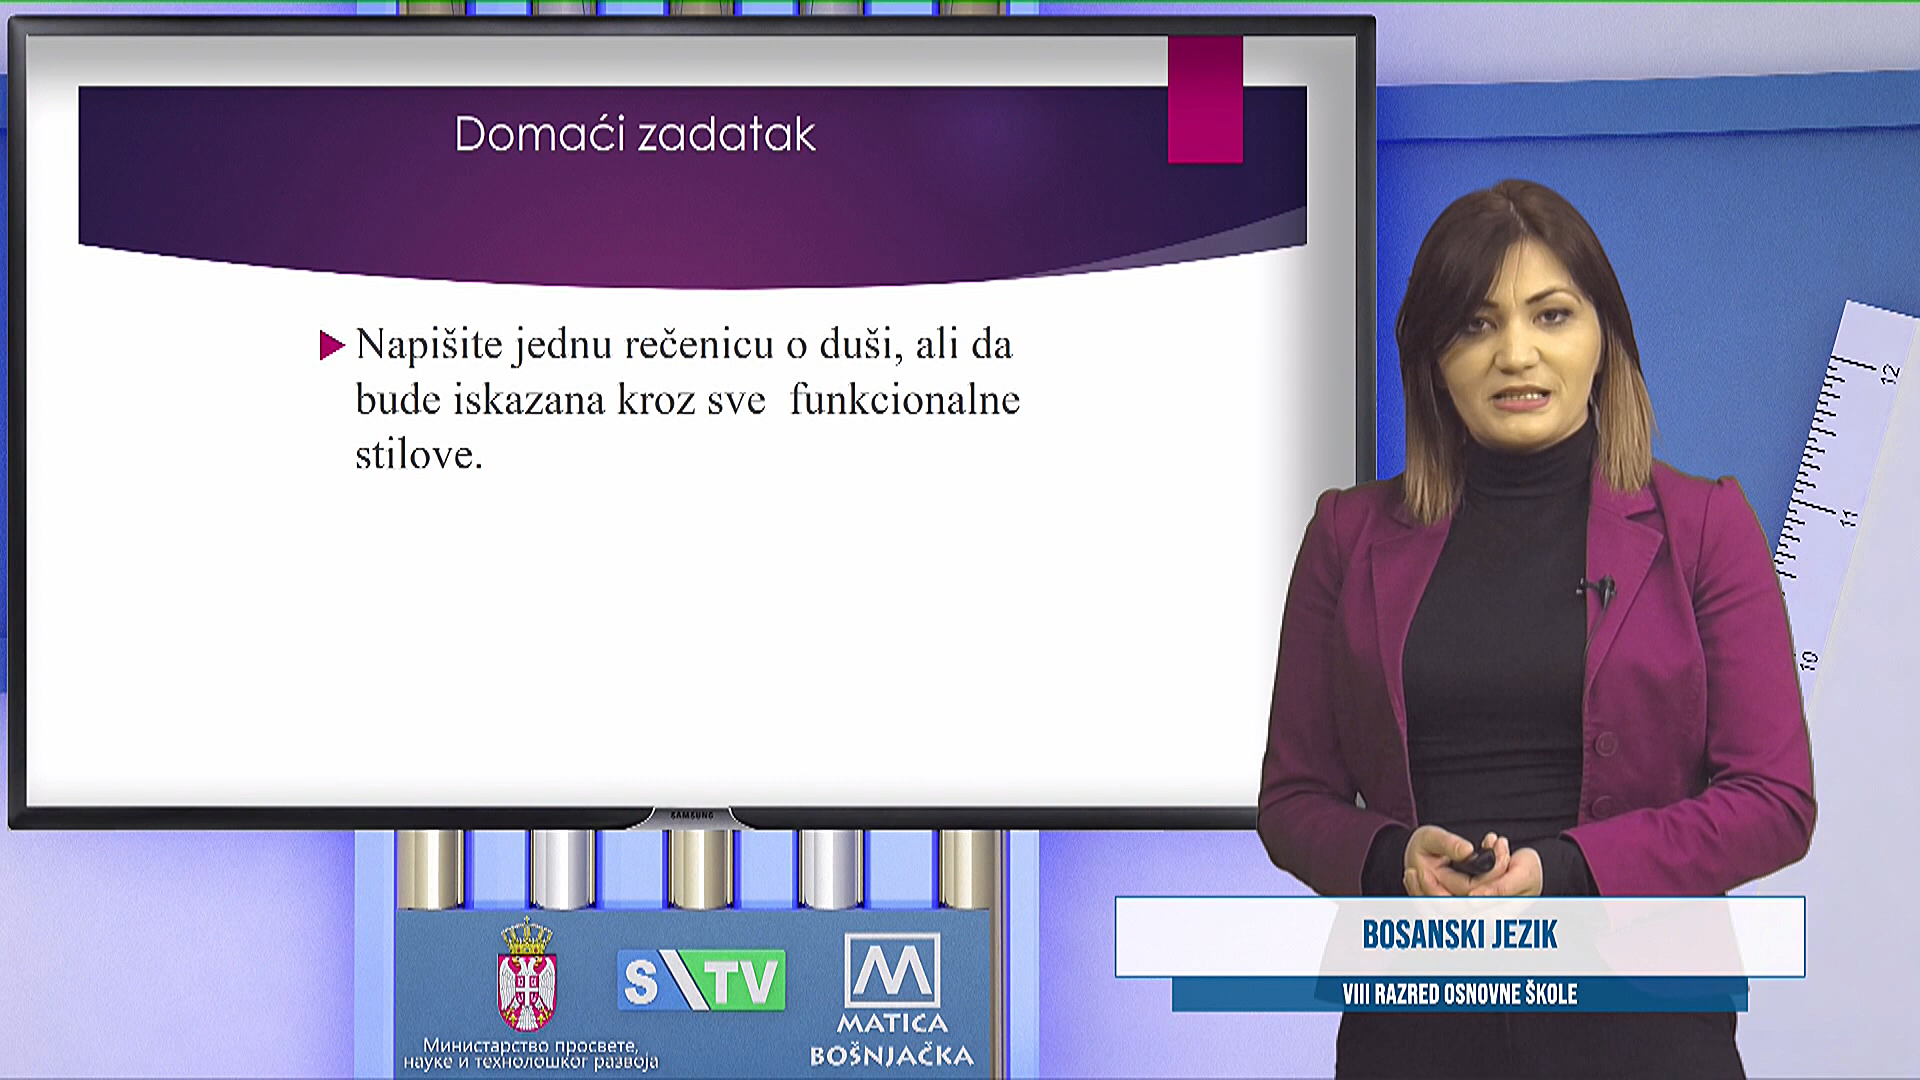 Domaći zadatak
Napišite jednu rečenicu o duši, ali da
bude iskazana kroz sve funkcionalne
stilove.
SAMSUNG
12
11
10
BOSANSKI JEZIK
VIII RAZRED OSNOVNE ŠKOLE
S TV
M
MATICA
BOŠNJAČKA
Министарство просвете,
науке и технолошког развоја